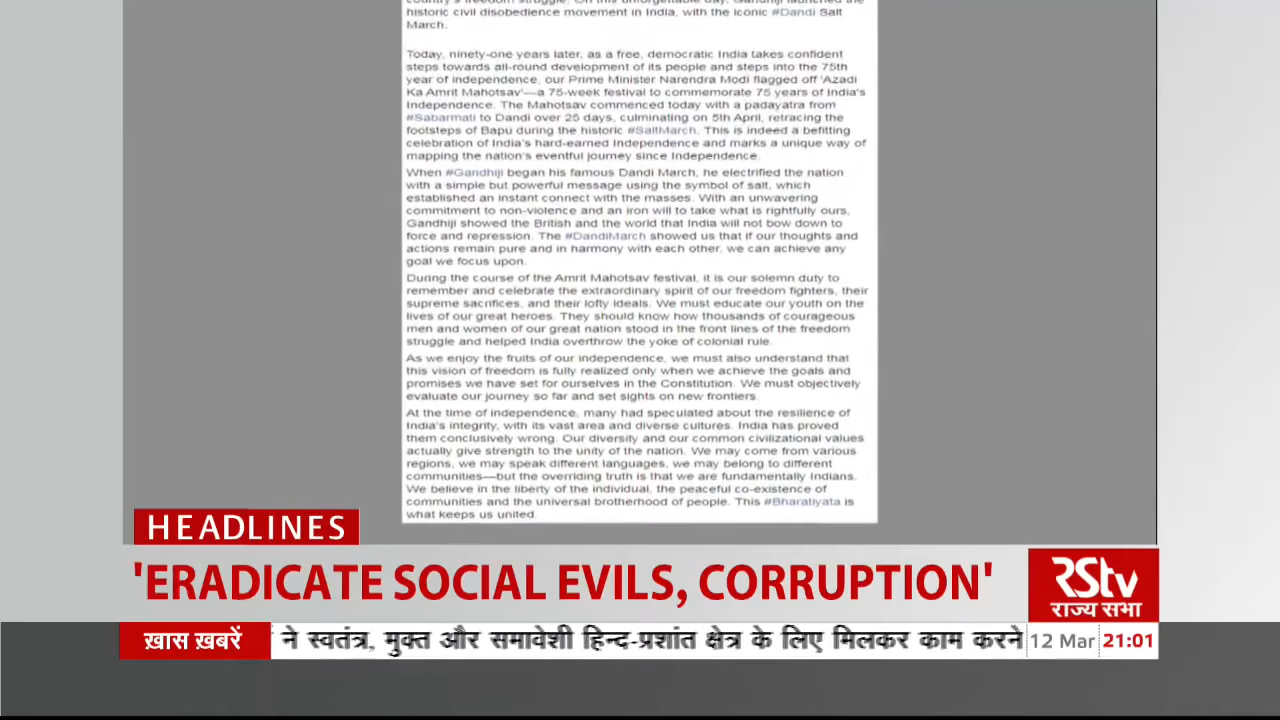 country's freedom struggle. On this unforgettable day, Gandhiji launched the
historic civil disobedience movement in India, with the iconic #Dandi Salt
March.
Today, ninety-one years later, as a free, democratic India takes confident
steps towards all-round development of its people and steps into the 75th
year of independence, our Prime Minister Narendra Modi flagged off 'Azadi
Ka Amrit Mahotsav'—a 75-week festival to commemorate 75 years of India's
Independence. The Mahotsav commenced today with a padayatra from
#Sabarmati to Dandi over 25 days, culminating on 5th April, retracing the
footsteps of Bapu during the historic #SaltMarch. This is indeed a befitting
celebration of India's hard-earned Independence and marks a unique way of
mapping the nation's eventful journey since Independence.
When #Gandhiji began his famous Dandi March, he electrified the nation
with a simple but powerful message using the symbol of salt, which
established an instant connect with the masses. With an unwavering
commitment to non-violence and an iron will to take what is rightfully ours,
Gandhiji showed the British and the world that India will not bow down to
force and repression. The #DandiMarch showed us that if our thoughts and
actions remain pure and in harmony with each other, we can achieve any
goal we focus upon.
During the course of the Amrit Mahotsav festival, it is our solemn duty to
remember and celebrate the extraordinary spirit of our freedom fighters, their
supreme sacrifices, and their lofty ideals. We must educate our youth on the
lives of our great heroes. They should know how thousands of courageous
men and women of our great nation stood in the front lines of the freedom
struggle and helped India overthrow the yoke of colonial rule.
As we enjoy the fruits of our independence, we must also understand that
this vision of freedom is fully realized only when we achieve the goals and
promises we have set for ourselves in the Constitution. We must objectively
evaluate our journey so far and set sights on new frontiers.
At the time of independence, many had speculated about the resilience of
India's integrity, with its vast area and diverse cultures. India has proved
them conclusively wrong. Our diversity and our common civilizational values
actually give strength to the unity of the nation. We may come from various
regions, we may speak different languages, we may belong to different
communities—but the overriding truth is that we are fundamentally Indians.
We believe in the liberty of the individual, the peaceful co-existence of
communities and the universal brotherhood of people. This #Bharatiyata is
what keeps us united.
HEADLINES
'ERADICATE SOCIAL EVILS, CORRUPTION'
RSTV
राज्य सभा
ख़ास ख़बरें ने स्वतंत्र, मुक्त और समावेशी हिन्द-प्रशांत क्षेत्र के लिए मिलकर काम करने 12 Mar 21:01